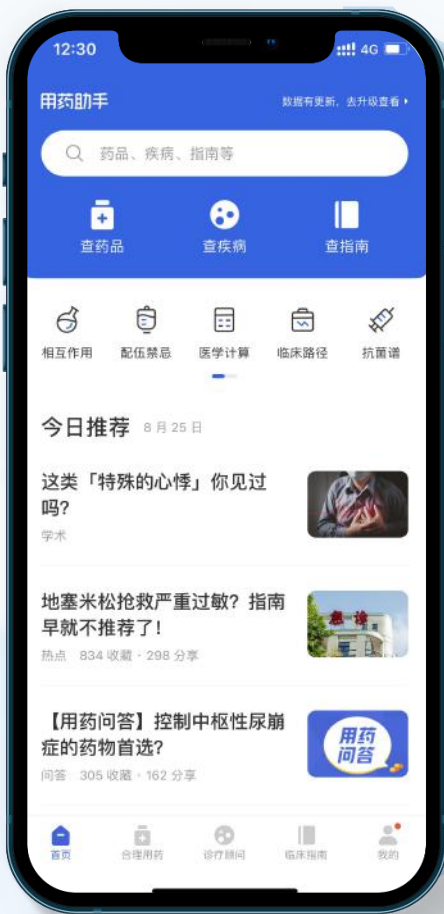 12:30
4G
用药助手
数据有更新，去升级查看
药品、疾病、指南等
查药品
查疾病
查指南
相互作用
配伍禁忌
医学计算
临床路径
抗菌谱
今日推荐 8月25日
这类「特殊的心悸」你见过
吗?
学术
地塞米松抢救严重过敏？指南
早就不推荐了!
急诊
热点 834 收藏·298 分享
【用药问答】控制中枢性尿崩
症的药物首选?
用药
问答
问答 305 收藏·162 分享
首页
合理用药
诊疗顾问
临床指南
我的